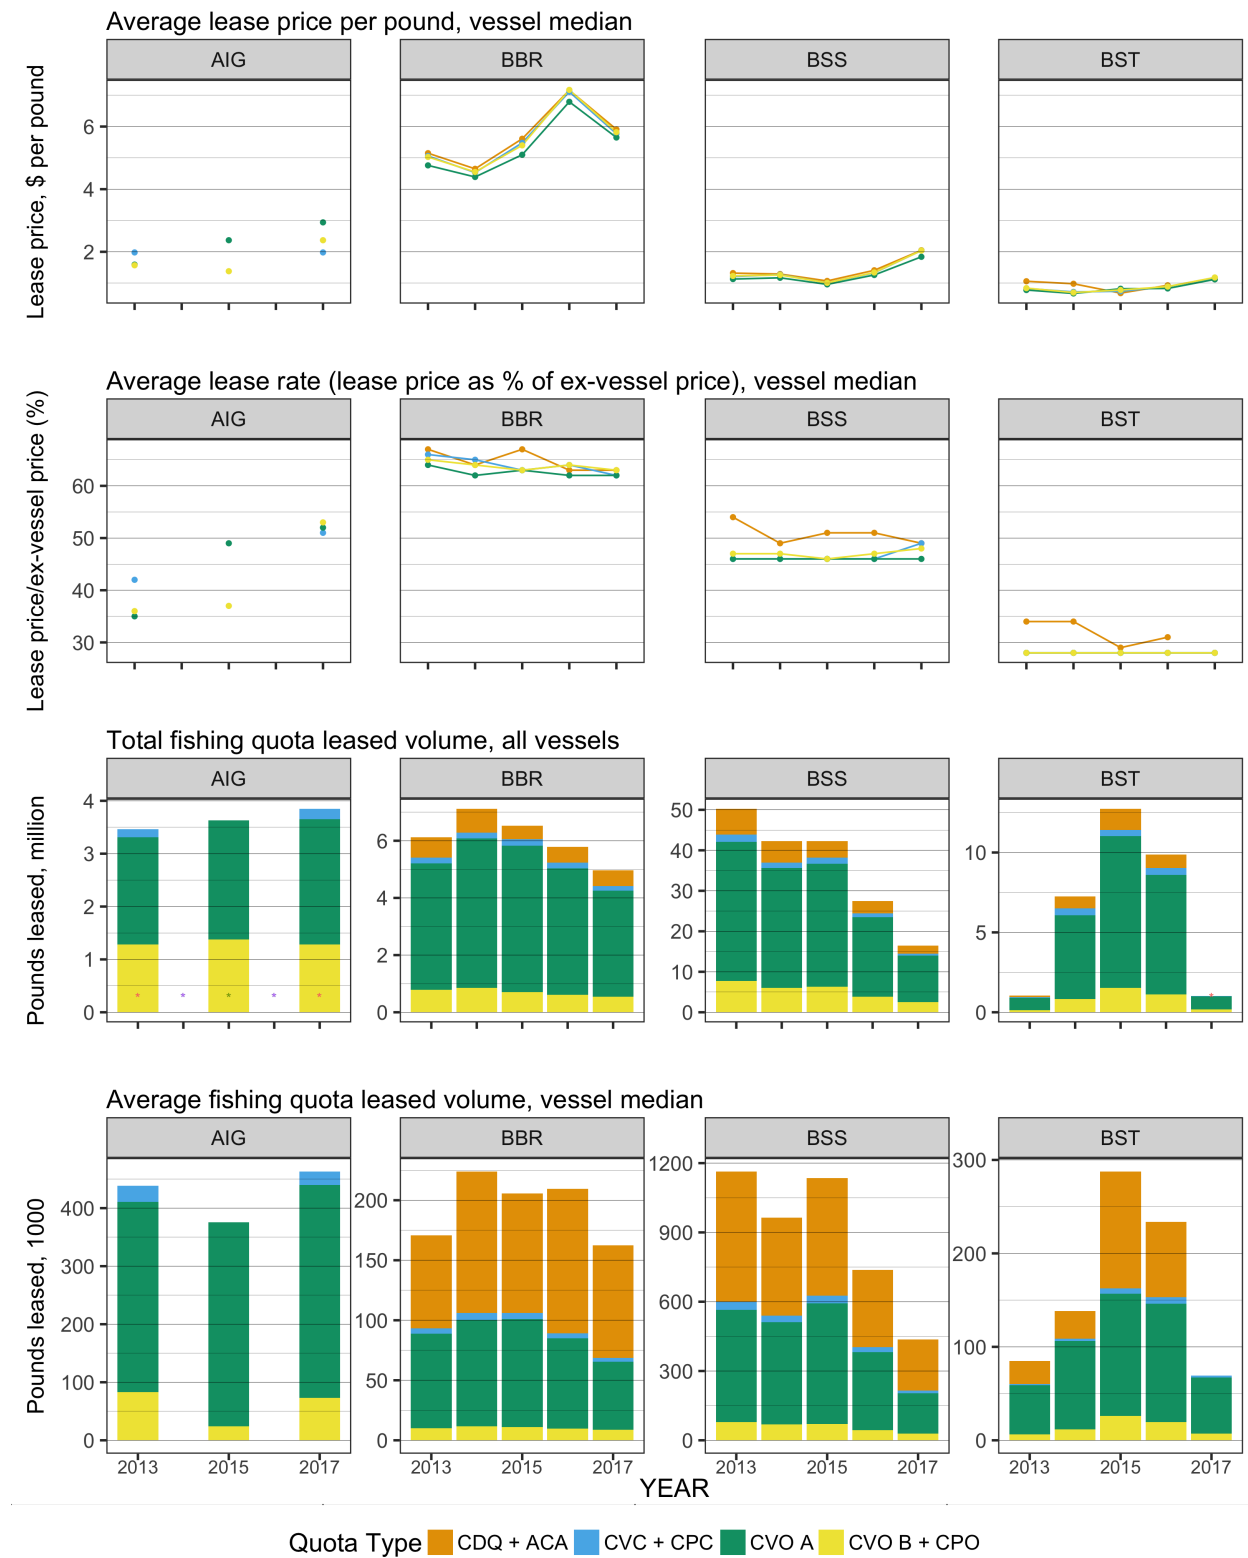 Average lease price per pound, vessel median
AIG BBR BSS BST
Lease price, $ per pound
6
4
2
Average lease rate (lease price as % of ex-vessel price), vessel median
AIG BBR BSS BST
Lease price/ex-vessel price (%)
60
50
40
30
Total fishing quota leased volume, all vessels
AIG BBR BSS BST
Pounds leased, million
4
3
2
1
0
6
4
2
0
50
40
30
20
10
0
10
5
0
* * * * * *
Average fishing quota leased volume, vessel median
AIG BBR BSS BST
Pounds leased, 1000
400
300
200
100
0
200
150
100
50
0
1200
900
600
300
0
300
200
100
0
2013 2015 2017 2013 2015 2017 2013 2015 2017 2013 2015 2017
YEAR
Quota Type CDQ + ACA CVC + CPC CVO A CVO B + CPO